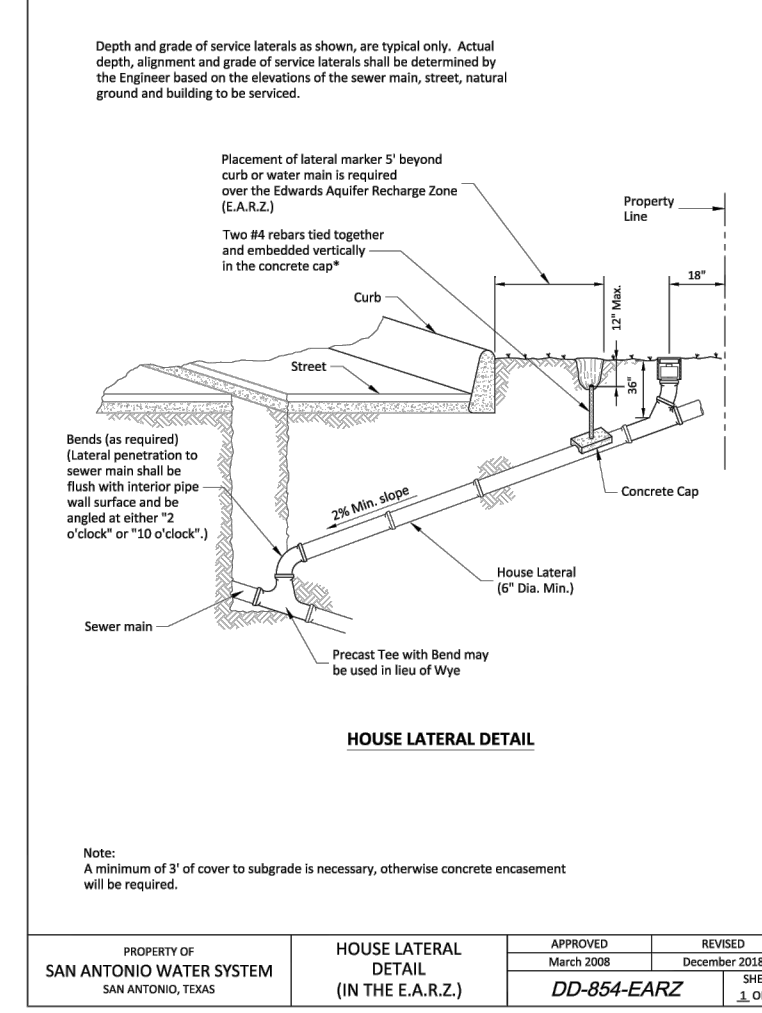 Depth and grade of service laterals as shown, are typical only. Actual
depth, alignment and grade of service laterals shall be determined by
the Engineer based on the elevations of the sewer main, street, natural
ground and building to be serviced.
Placement of lateral marker 5' beyond
curb or water main is required
over the Edwards Aquifer Recharge Zone
(E.A.R.Z.)
Property
Line
Two #4 rebars tied together
and embedded vertically
in the concrete cap*
18"
12" Max.
Curb
Street
36"
Bends (as required)
(Lateral penetration to
sewer main shall be
flush with interior pipe
wall surface and be
angled at either "2
o'clock" or "10 o'clock".)
2% Min. slope
Concrete Cap
House Lateral
(6" Dia. Min.)
Sewer main
Precast Tee with Bend may
be used in lieu of Wye
HOUSE LATERAL DETAIL
Note:
A minimum of 3' of cover to subgrade is necessary, otherwise concrete encasement
will be required.
PROPERTY OF
SAN ANTONIO WATER SYSTEM
SAN ANTONIO, TEXAS
HOUSE LATERAL
DETAIL
(IN THE E.A.R.Z.)
APPROVED
March 2008
REVISED
December 2018
DD-854-EARZ
SHE
1 O